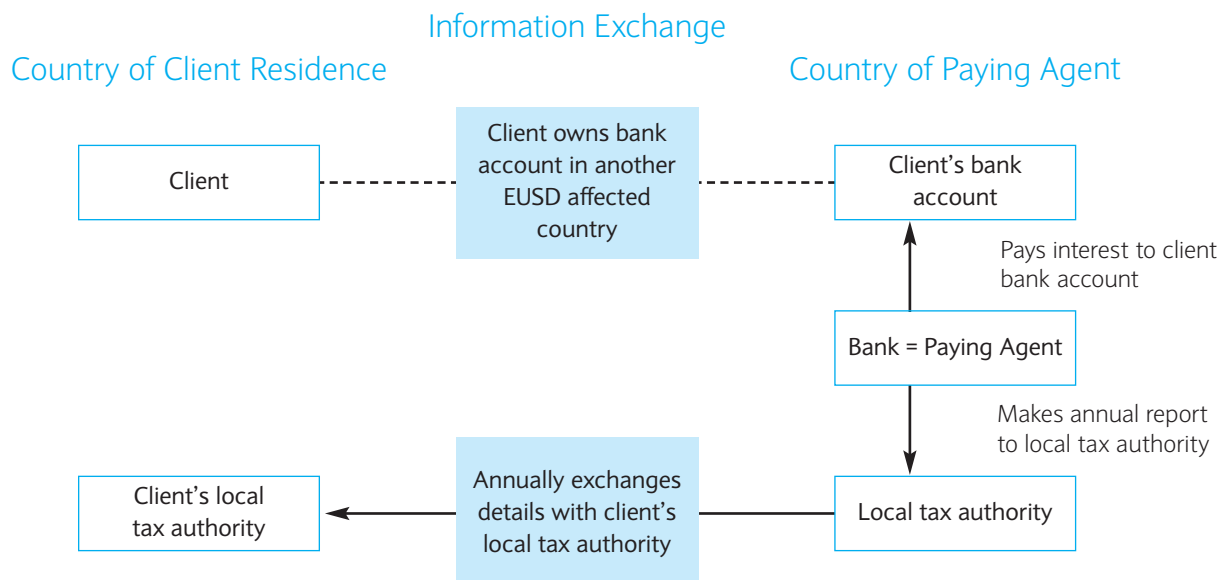 Information Exchange
Country of Client Residence
Country of Paying Agent
Client
Client owns bank
account in another
EUSD affected
country
Client’s bank
account
Pays interest to client
bank account
Bank = Paying Agent
Makes annual report
to local tax authority
Client’s local
tax authority
Annually exchanges
details with client’s
local tax authority
Local tax authority